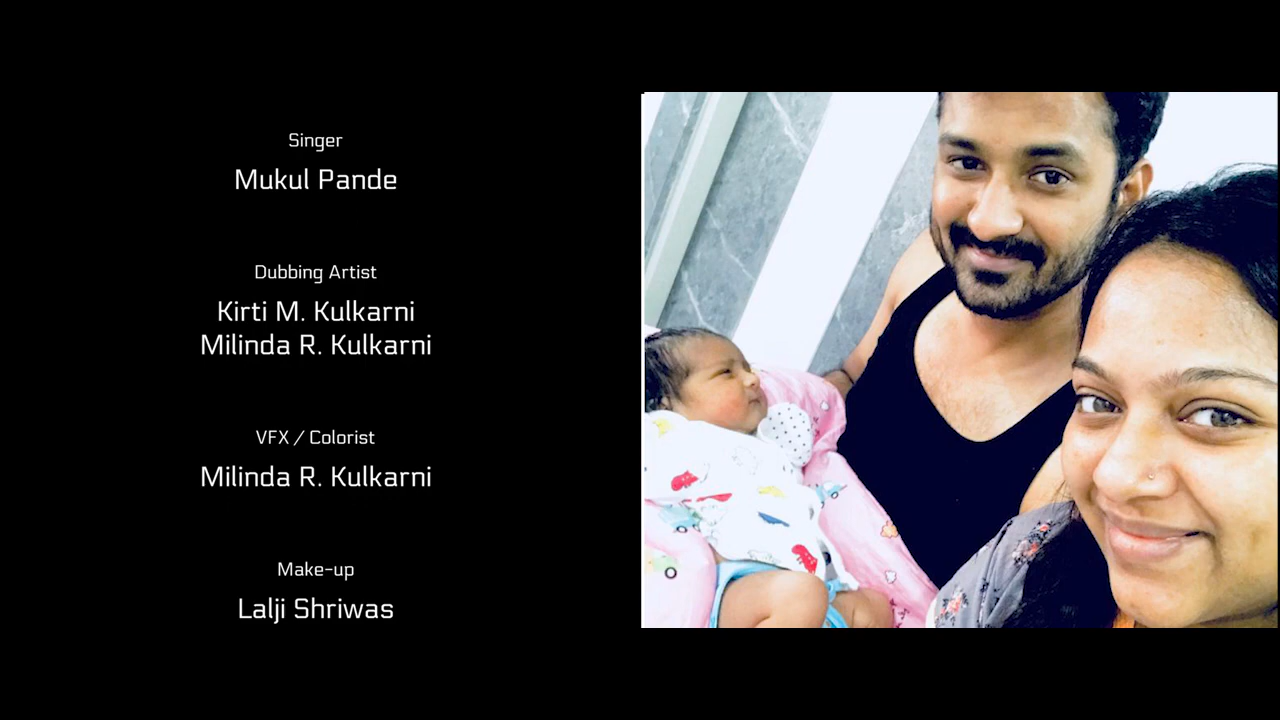 Singer
Mukul Pande
Dubbing Artist
Kirti M. Kulkarni
Milinda R. Kulkarni
VFX / Colorist
Milinda R. Kulkarni
Make-up
Lalji Shriwas